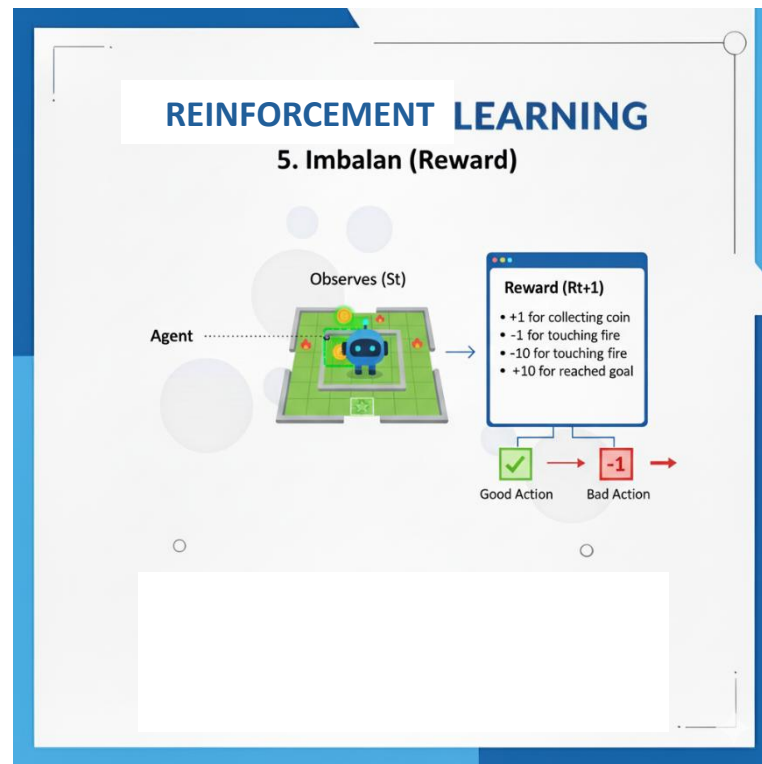 REINFORCEMENT LEARNING
5. Imbalan (Reward)
Observes (St)
Agent
Reward (Rt+1)
• +1 for collecting coin
• -1 for touching fire
• -10 for touching fire
• +10 for reached goal
-1
Good Action
Bad Action